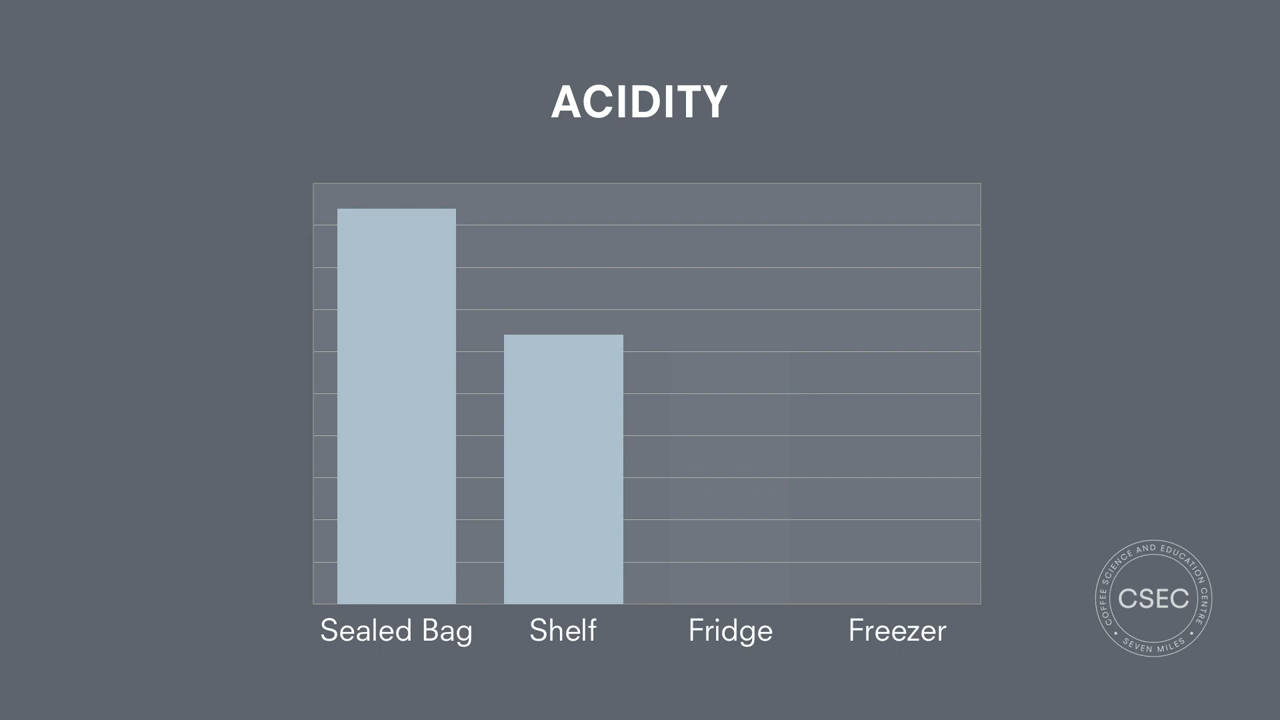 ACIDITY
Sealed Bag
Shelf
Fridge
Freezer
COFFEE SCIENCE AND EDUCATION CENTRE
CSEC
• SEVEN MILES •